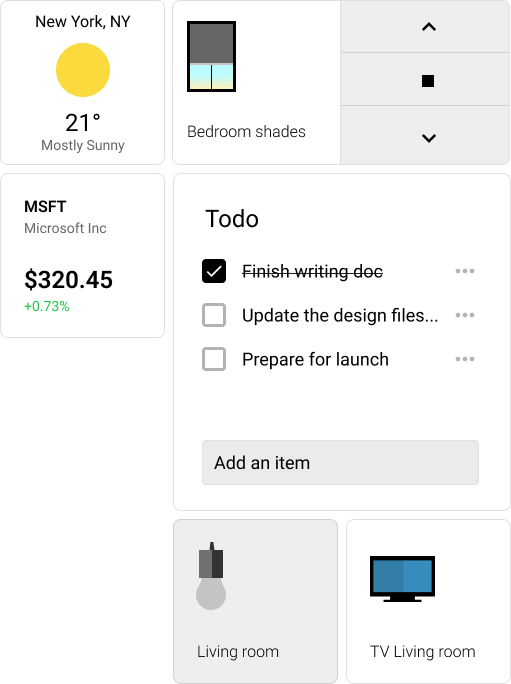 New York, NY
21°
Mostly Sunny
Bedroom shades
MSFT
Microsoft Inc
$320.45
+0.73%
Todo
Finish writing doc
Update the design files...
Prepare for launch
Add an item
Living room
TV Living room